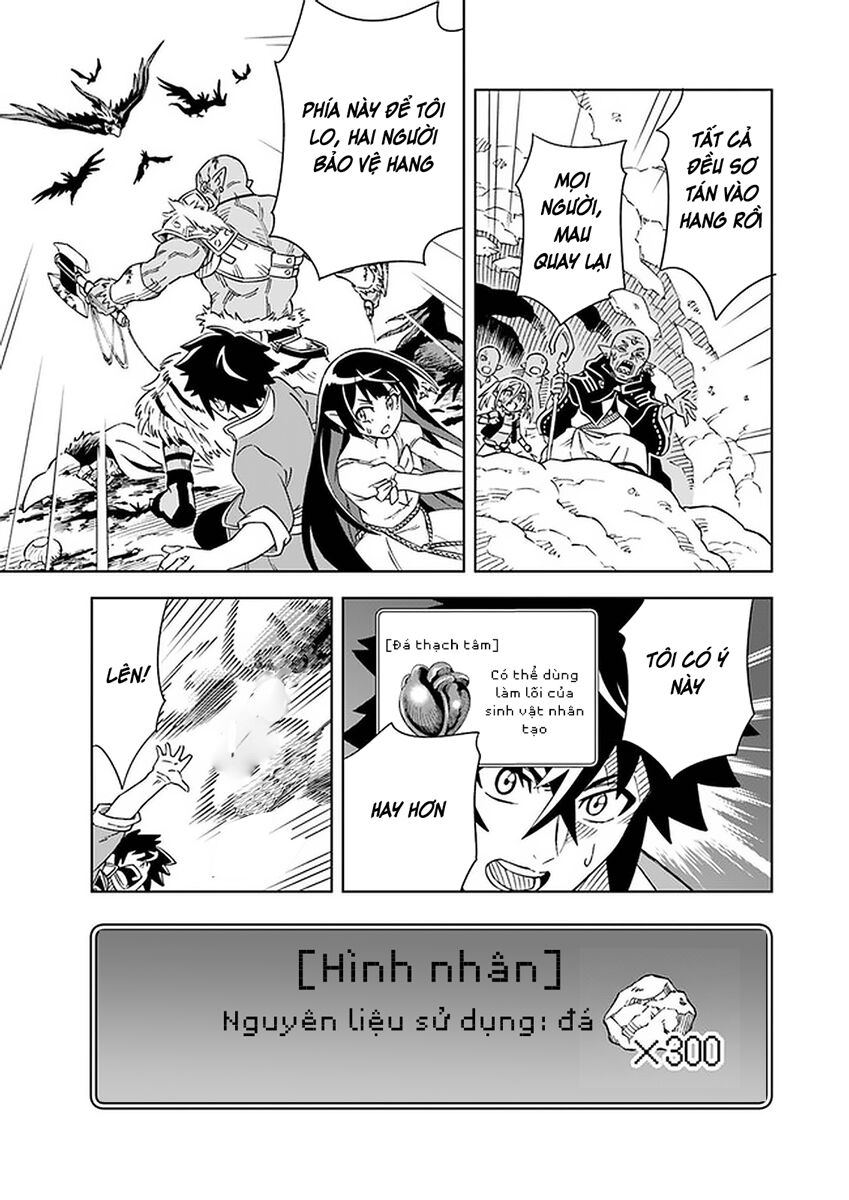 TẤT CẢ
ĐỀU SƠ
TÁN VÀO
HANG RỒI
MỌI
NGƯỜI,
MAU
QUAY LẠI
PHÍA NÀY ĐỂ TÔI
LO, HAI NGƯỜI
BẢO VỆ HANG
TÔI CÓ Ý
NÀY
[Đá thạch tâm]
Có thể dùng
làm lõi của
sinh vật nhân
tạo
HAY HƠN
LÊN!
[Hình nhân]
Nguyên liệu sử dụng: đá
×300